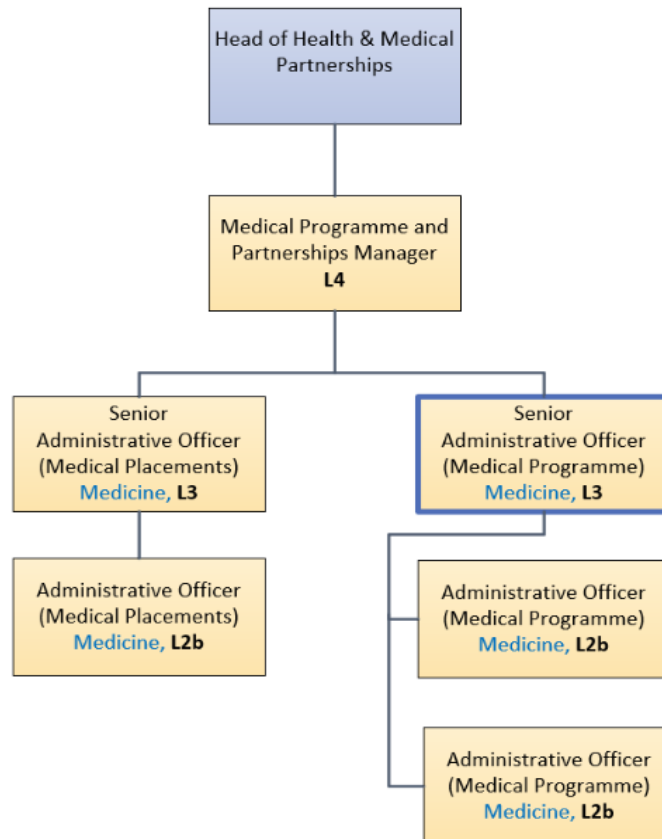 Head of Health & Medical
Partnerships
Medical Programme and
Partnerships Manager
L4
Senior
Administrative Officer
(Medical Placements)
Medicine, L3
Senior
Administrative Officer
(Medical Programme)
Medicine, L3
Administrative Officer
(Medical Placements)
Medicine, L2b
Administrative Officer
(Medical Programme)
Medicine, L2b
Administrative Officer
(Medical Programme)
Medicine, L2b